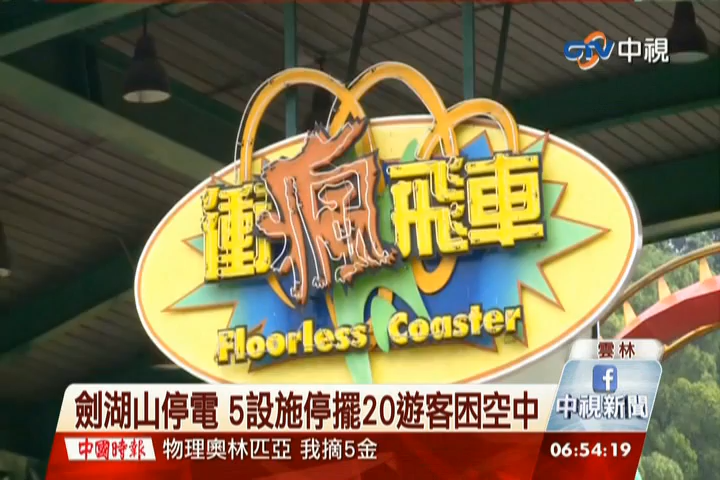 CTV中視
衝瘋飛車
Floorless Coaster
雲林
劍湖山停電 5設施停擺20遊客困空中
中視新聞
中國時報 物理奧林匹亞 我摘5金
06:54:19